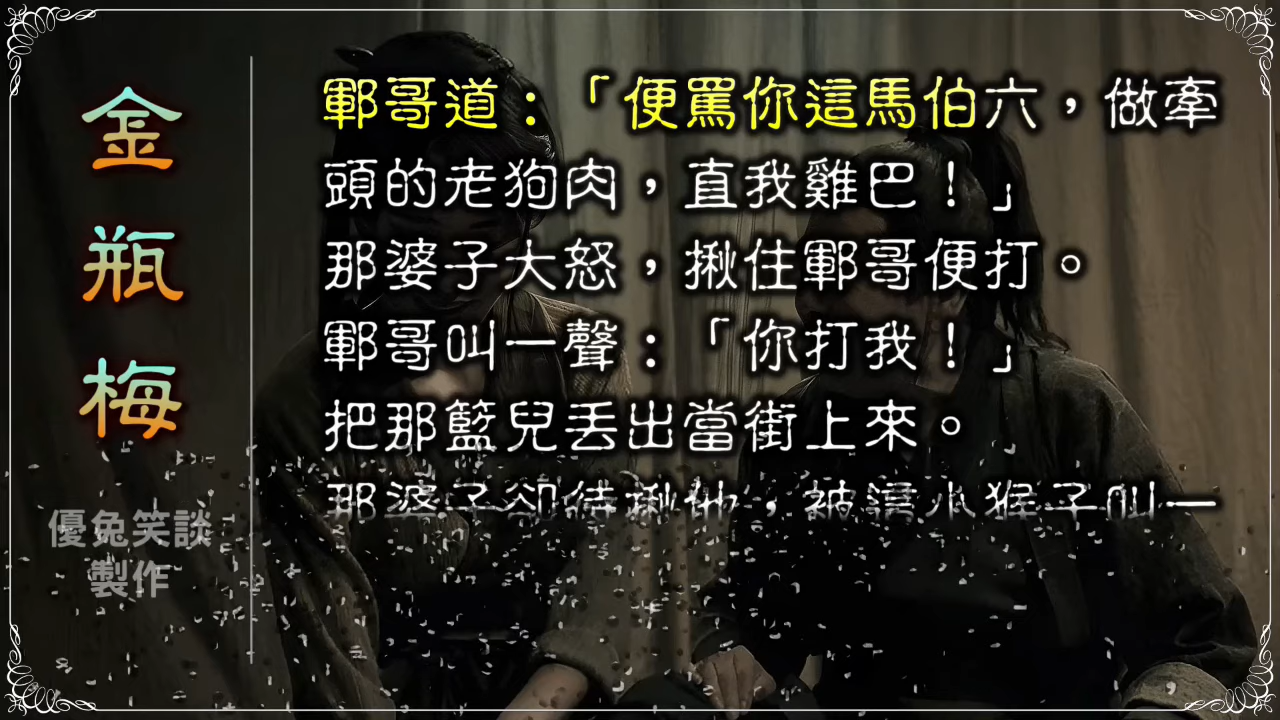 金瓶梅
優兔笑談
製作
鄆哥道：「便罵你這馬伯六，做牽
頭的老狗肉，直我雞巴！」
那婆子大怒，揪住鄆哥便打。
鄆哥叫一聲：「你打我！」
把那籃兒丟出當街上來。
那婆子卻待揪他，被這小猴子叫一